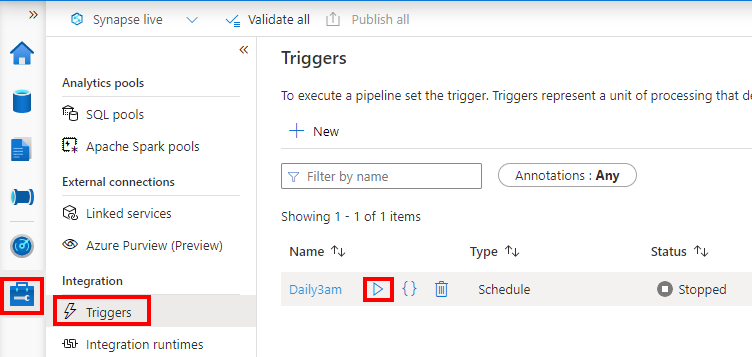 »
Synapse live
Validate all
Publish all
«
Analytics pools
SQL pools
Apache Spark pools
External connections
Linked services
Azure Purview (Preview)
Integration
Triggers
Integration runtimes
Triggers
To execute a pipeline set the trigger. Triggers represent a unit of processing that
+ New
Filter by name
Annotations : Any
Showing 1 - 1 of 1 items
Name ↑↓ Type ↑↓ Status ↑↓
Daily3am {} Schedule Stopped